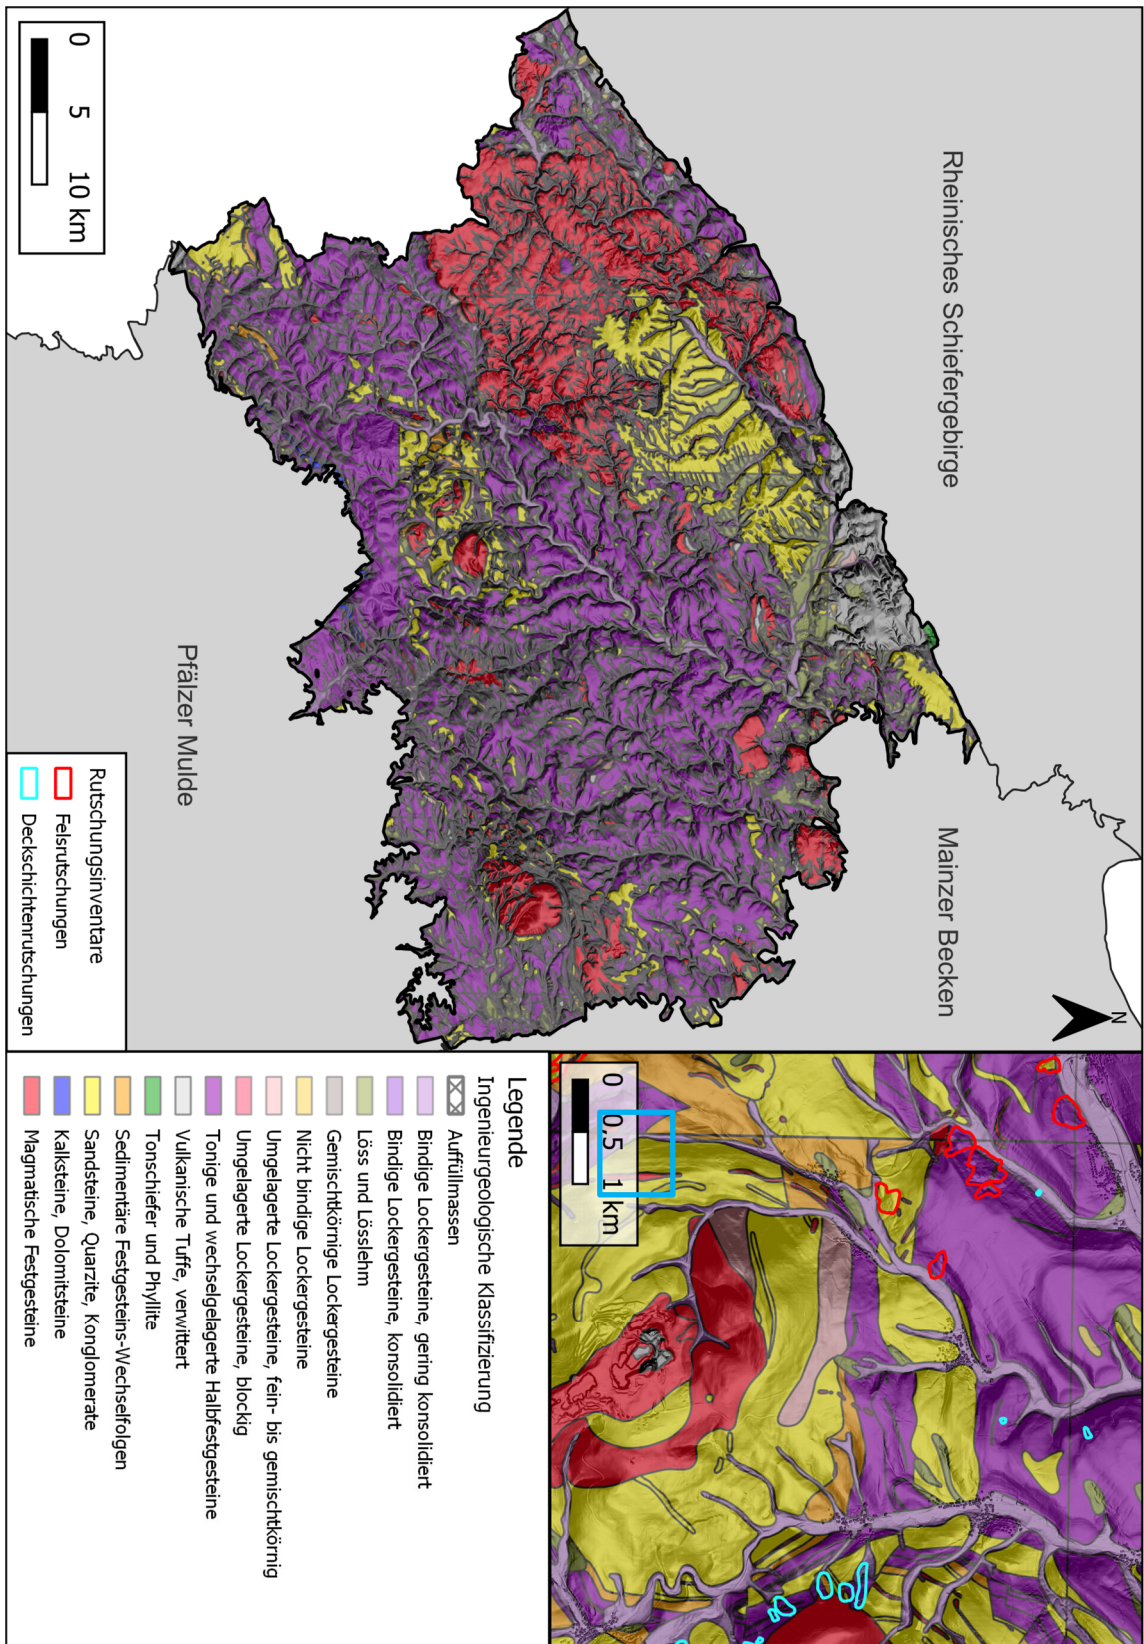 Rheinisches Schiefergebirge
Mainzer Becken
N
Pfälzer Mulde
0 5 10 km
Rutschungsinventare
Felsrutschungen
Deckschichtenrutschungen
0 0.5 1 km
Legende
Ingenieurgeologische Klassifizierung
Auffüllmassen
Bindige Lockergesteine, gering konsolidiert
Bindige Lockergesteine, konsolidiert
Löss und Lösslehm
Gemischtkörnige Lockergesteine
Nicht bindige Lockergesteine
Umgelagerte Lockergesteine, fein- bis gemischtkörnig
Umgelagerte Lockergesteine, blockig
Tonige und wechselgelagerte Halbfestgesteine
Vulkanische Tuffe, verwittert
Tonschiefer und Phyllite
Sedimentäre Festgesteins-Wechselfolgen
Sandsteine, Quarzite, Konglomerate
Kalksteine, Dolomitsteine
Magmatische Festgesteine